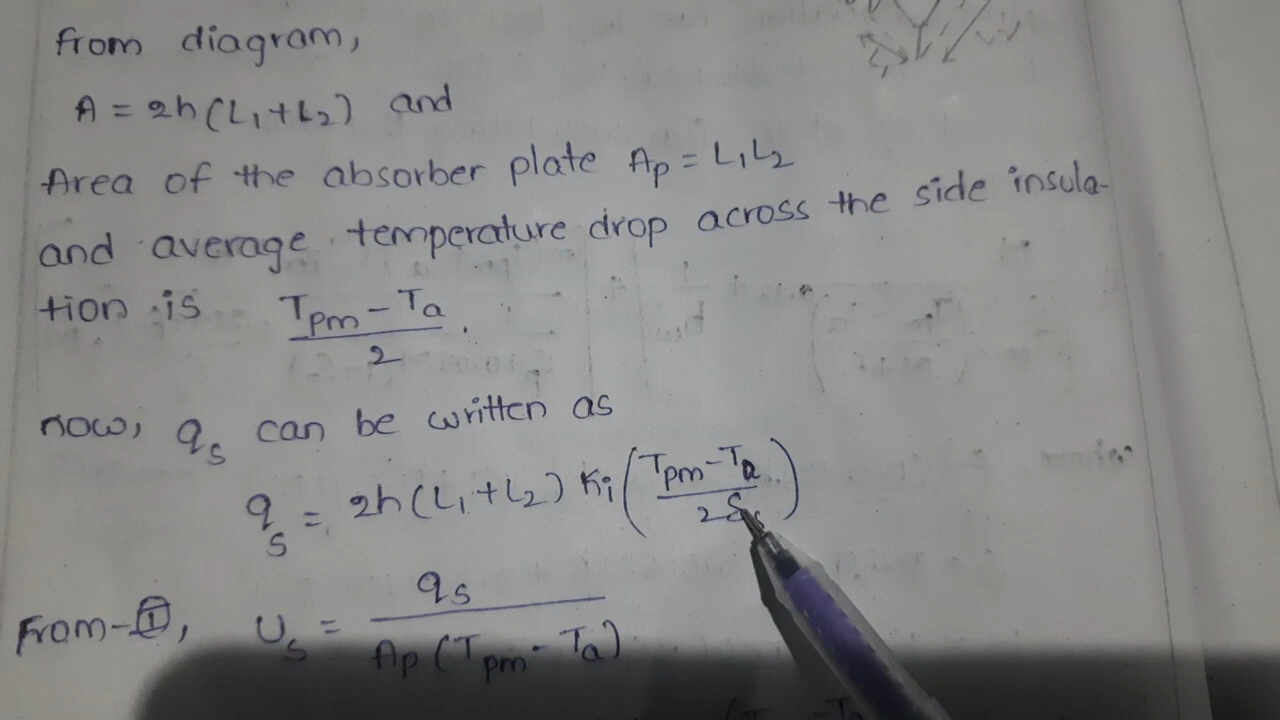 from diagram,
A = 2h(L₁+L₂) and
Area of the absorber plate Ap = L₁L₂
and average temperature drop across the side insula-
tion is (Tpm - Ta)/2.
now, qs can be written as
qs = 2h(L₁+L₂) Ki ((Tpm - Ta)/2δs)
From - ①, Us = qs/(Ap(Tpm - Ta))